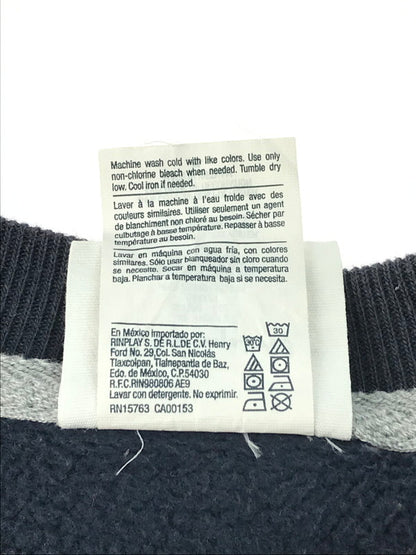 Machine wash cold with like colors. Use only
non-chlorine bleach when needed. Tumble dry
low. Cool iron if needed.
Laver à la machine à l'eau froide avec des
couleurs similaires. Utiliser seulement un agent
de blanchiment non chloré au besoin. Sécher par
culbutage à basse température. Repasser à basse
température au besoin.
Lavar en máquina con agua fría, con colores
similares. Sólo usar blanqueador sin cloro cuando
se necesite. Secar en máquina a temperatura
baja. Planchar a temperatura baja si se necesita.
En México importado por:
RINPLAY S. DE R.L.DE C.V. Henry
Ford No. 29,Col. San Nicolás
Tlaxcolpan, Tlalnepantla de Baz,
Edo. de México, C.P.54030
R.F.C.RIN980806 AE9
Lavar con detergente. No exprimir.
RN15763 CA00153
30